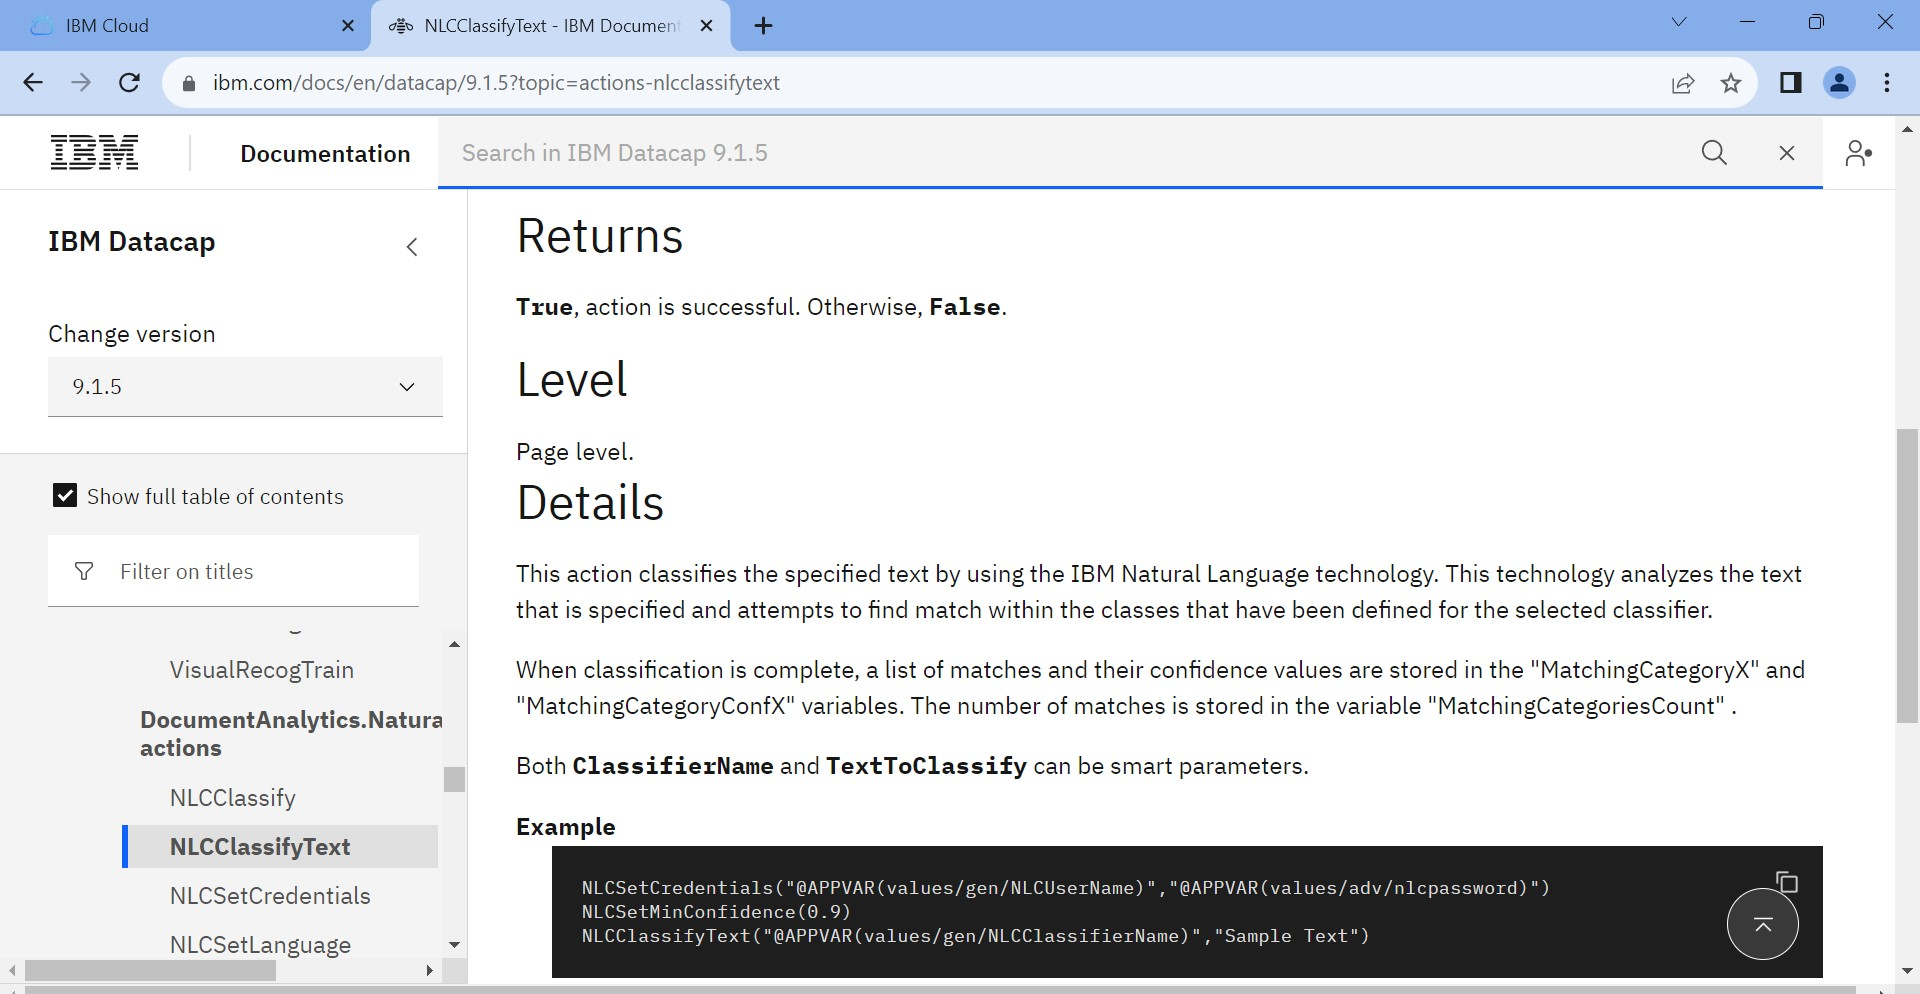 IBM Cloud
NLCClassifyText - IBM Document
ibm.com/docs/en/datacap/9.1.5?topic=actions-nlcclassifytext
IBM
Documentation
Search in IBM Datacap 9.1.5
IBM Datacap
Change version
9.1.5
Show full table of contents
Filter on titles
VisualRecogTrain
DocumentAnalytics.Natura
actions
NLCClassify
NLCClassifyText
NLCSetCredentials
NLCSetLanguage
Returns
True, action is successful. Otherwise, False.
Level
Page level.
Details
This action classifies the specified text by using the IBM Natural Language technology. This technology analyzes the text
that is specified and attempts to find match within the classes that have been defined for the selected classifier.
When classification is complete, a list of matches and their confidence values are stored in the "MatchingCategoryX" and
"MatchingCategoryConfX" variables. The number of matches is stored in the variable "MatchingCategoriesCount" .
Both ClassifierName and TextToClassify can be smart parameters.
Example
NLCSetCredentials("@APPVAR(values/gen/NLCUserName)","@APPVAR(values/adv/nlcpassword)")
NLCSetMinConfidence(0.9)
NLCClassifyText("@APPVAR(values/gen/NLCClassifierName)","Sample Text")